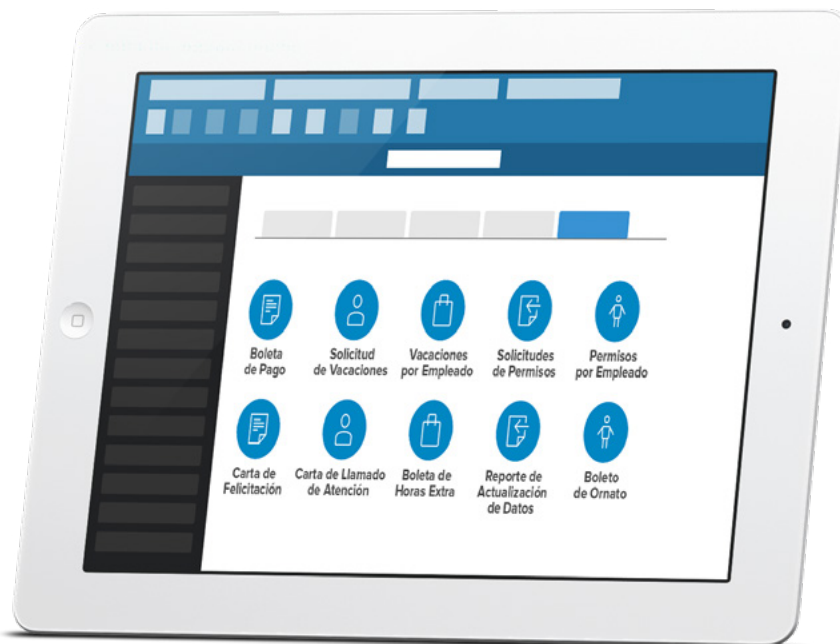 Boleta
de Pago
Solicitud
de Vacaciones
Vacaciones
por Empleado
Solicitudes
de Permisos
Permisos
por Empleado
Carta de
Felicitación
Carta de Llamado
de Atención
Boleta de
Horas Extra
Reporte de
Actualización
de Datos
Boleto
de Ornato